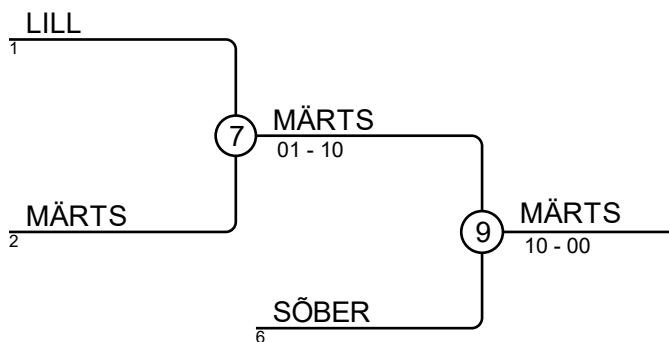 LILL
1
7
MÄRTS
01 - 10
MÄRTS
2
9
MÄRTS
10 - 00
SÕBER
6